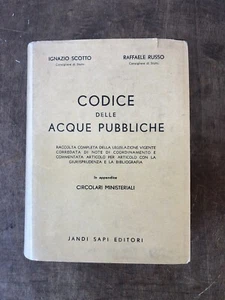 IGNAZIO SCOTTO
Consigliere di Stato
RAFFAELE RUSSO
Consigliere di Stato
CODICE
DELLE
ACQUE PUBBLICHE
RACCOLTA COMPLETA DELLA LEGISLAZIONE VIGENTE
CORREDATA DI NOTE DI COORDINAMENTO E
COMMENTATA ARTICOLO PER ARTICOLO CON LA
GIURISPRUDENZA E LA BIBLIOGRAFIA
In appendice
CIRCOLARI MINISTERIALI
JANDI SAPI EDITORI